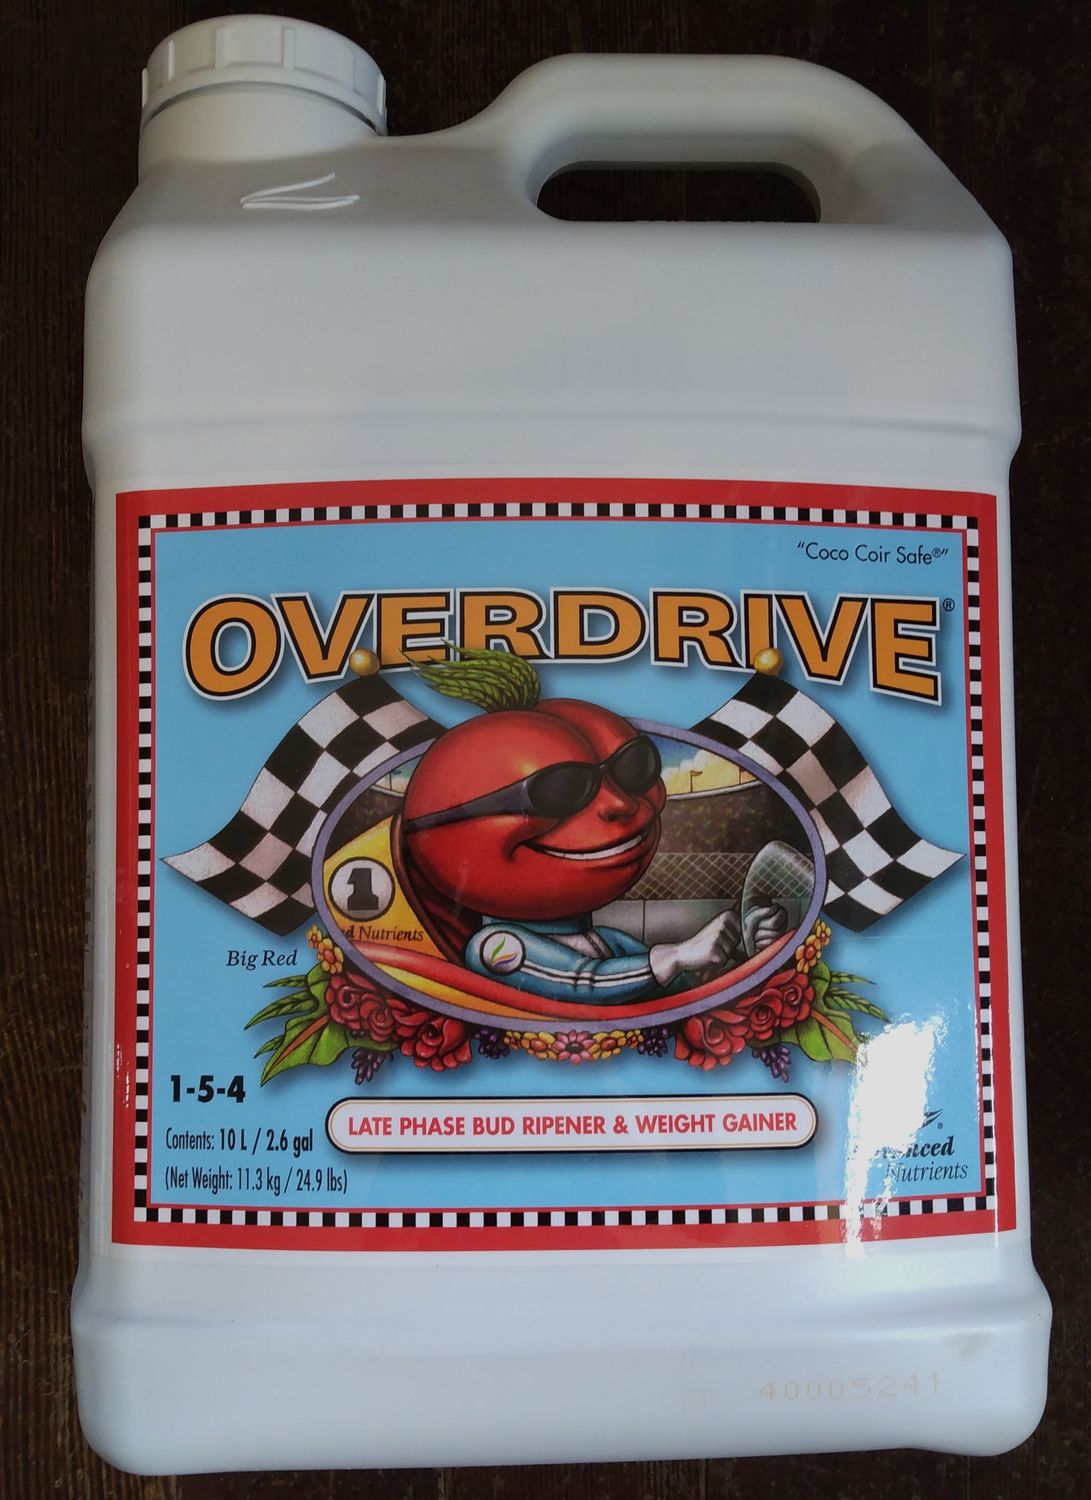 "Coco Coir Safe®"
OVERDRIVE®
1
Nutrients
Big Red
1-5-4
LATE PHASE BUD RIPENER & WEIGHT GAINER
Contents: 10 L / 2.6 gal
(Net Weight: 11.3 kg / 24.9 lbs)
Nutrients
40005241